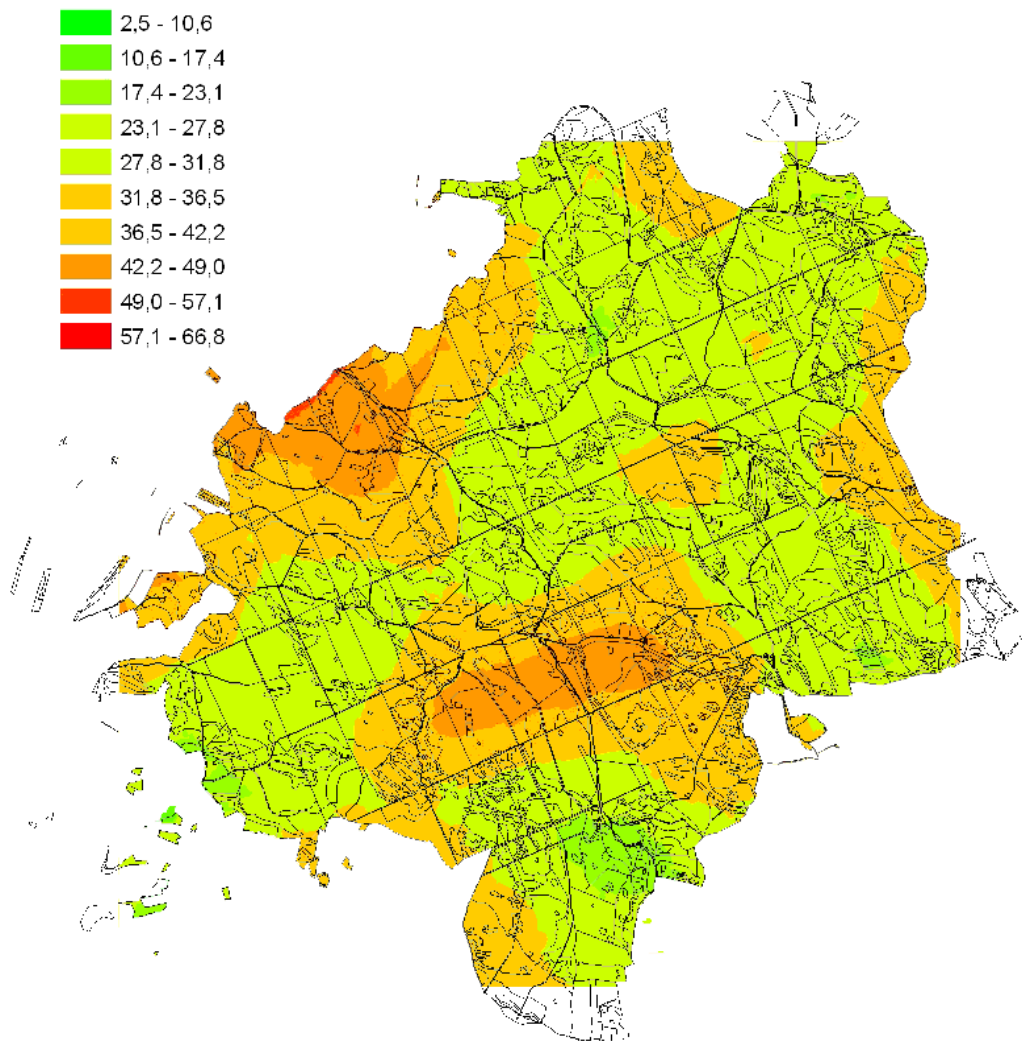 2,5 - 10,6
10,6 - 17,4
17,4 - 23,1
23,1 - 27,8
27,8 - 31,8
31,8 - 36,5
36,5 - 42,2
42,2 - 49,0
49,0 - 57,1
57,1 - 66,8